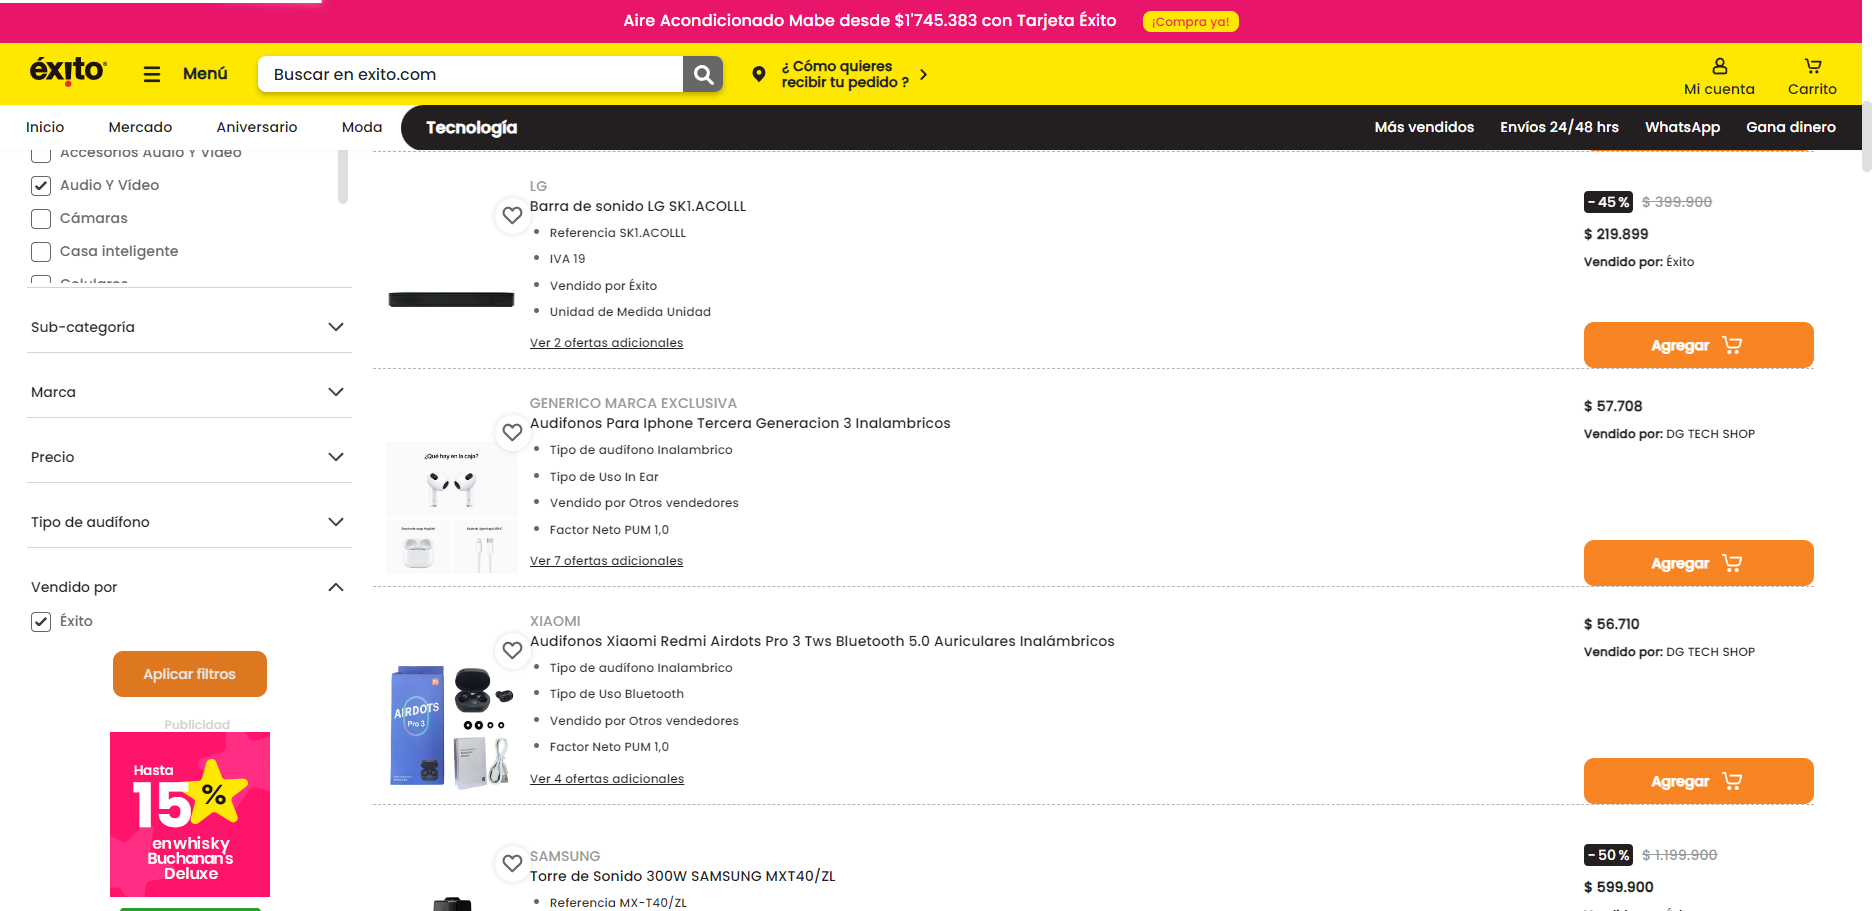 Aire Acondicionado Mabe desde $1'745.383 con Tarjeta Éxito
¡Compra ya!
éxito
Menú
Buscar en exito.com
¿ Cómo quieres
recibir tu pedido ?
Mi cuenta
Carrito
Inicio
Mercado
Aniversario
Moda
Tecnología
Más vendidos
Envíos 24/48 hrs
WhatsApp
Gana dinero
Accesorios Audio Y Video
Audio Y Vídeo
Cámaras
Casa inteligente
Celulares
Sub-categoría
Marca
Precio
Tipo de audífono
Vendido por
Éxito
Aplicar filtros
Publicidad
Hasta
15%
en whisky
Buchanan's
Deluxe
LG
Barra de sonido LG SK1.ACOLLL
Referencia SK1.ACOLLL
IVA 19
Vendido por Éxito
Unidad de Medida Unidad
Ver 2 ofertas adicionales
-45% $ 399.900
$ 219.899
Vendido por: Éxito
Agregar
GENERICO MARCA EXCLUSIVA
Audifonos Para Iphone Tercera Generacion 3 Inalambricos
Tipo de audífono Inalambrico
Tipo de Uso In Ear
Vendido por Otros vendedores
Factor Neto PUM 1,0
Ver 7 ofertas adicionales
¿Qué hay en la caja?
$ 57.708
Vendido por: DG TECH SHOP
Agregar
XIAOMI
Audifonos Xiaomi Redmi Airdots Pro 3 Tws Bluetooth 5.0 Auriculares Inalámbricos
Tipo de audífono Inalambrico
Tipo de Uso Bluetooth
Vendido por Otros vendedores
Factor Neto PUM 1,0
Ver 4 ofertas adicionales
AIRDOTS
Pro 3
$ 56.710
Vendido por: DG TECH SHOP
Agregar
SAMSUNG
Torre de Sonido 300W SAMSUNG MXT40/ZL
Referencia MX-T40/ZL
-50% $ 1.199.900
$ 599.900